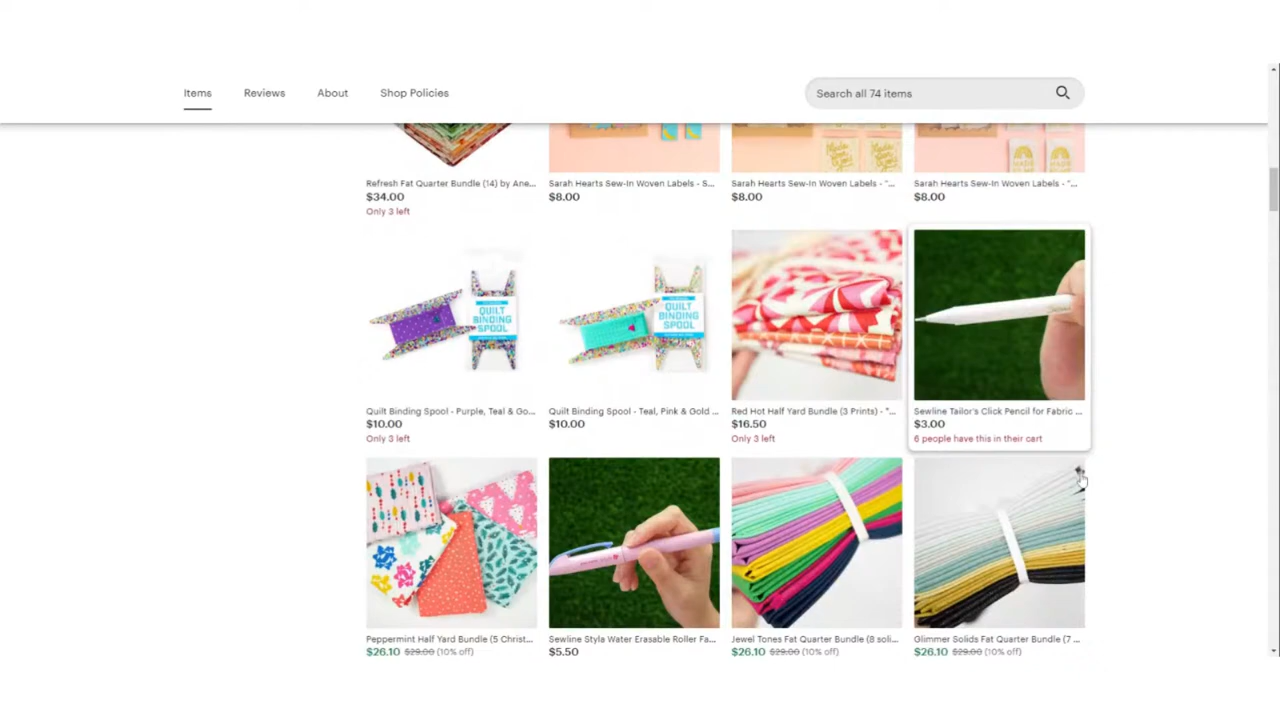 Items Reviews About Shop Policies Search all 74 items
Refresh Fat Quarter Bundle (14) by Ane... Sarah Hearts Sew-In Woven Labels - S... Sarah Hearts Sew-In Woven Labels - "... Sarah Hearts Sew-In Woven Labels - "...
$34.00 $8.00 $8.00 $8.00
Only 3 left
QUILT
BINDING
SPOOL
QUILT
BINDING
SPOOL
Quilt Binding Spool - Purple, Teal & Go... Quilt Binding Spool - Teal, Pink & Gold ... Red Hot Half Yard Bundle (3 Prints) - "... Sewline Tailor's Click Pencil for Fabric ...
$10.00 $10.00 $16.50 $3.00
Only 3 left Only 3 left 6 people have this in their cart
Peppermint Half Yard Bundle (5 Christ... Sewline Styla Water Erasable Roller Fa... Jewel Tones Fat Quarter Bundle (8 soli... Glimmer Solids Fat Quarter Bundle (7 ...
$26.10 $29.00 (10% off) $5.50 $26.10 $29.00 (10% off) $26.10 $29.00 (10% off)